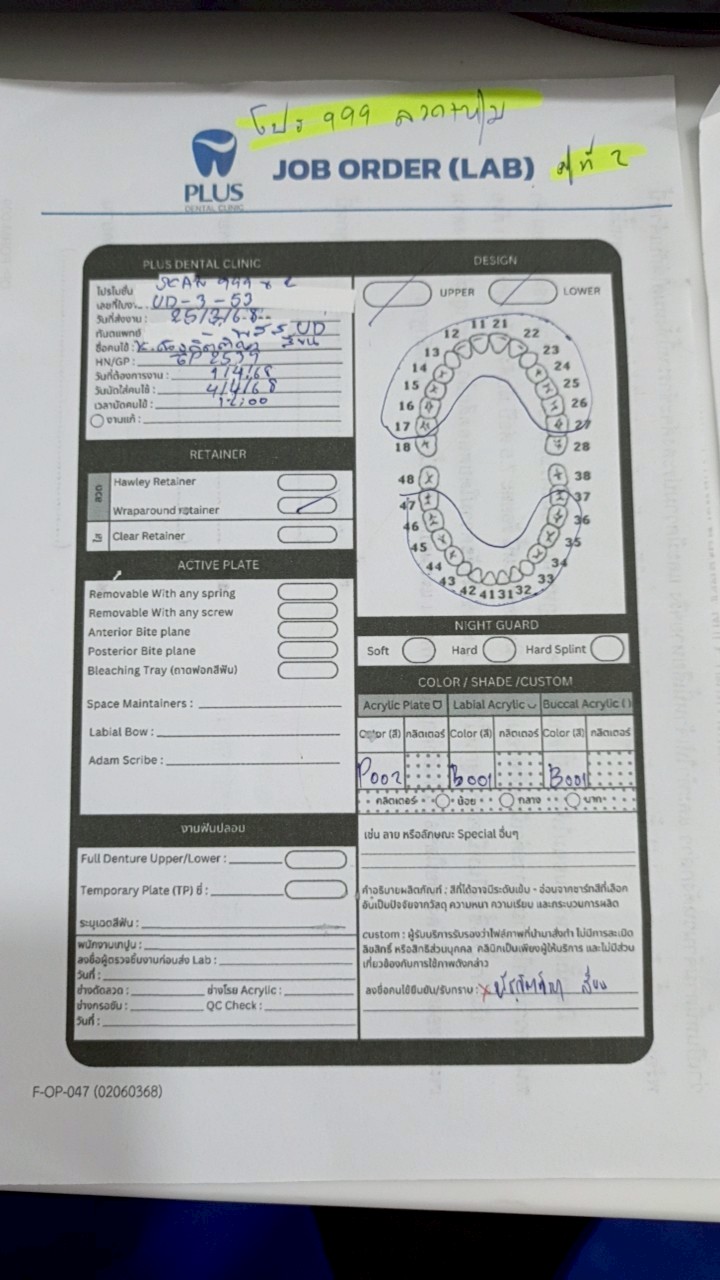 โปร 999 ลวด+
คู่ที่ 2
PLUS
DENTAL CLINIC
JOB ORDER (LAB)
PLUS DENTAL CLINIC
โปรโมชั่น SCAN 999 x 2
เลขที่ใบงาน UD-3-53
วันที่ส่งงาน : 25/3/68
ทันตแพทย์ UD
ชื่อคนไข้ :
HN/GP : GP 2539
วันที่ต้องการงาน : 1/4/68
วันนัดใส่คนไข้ : 4/4/68
เวลานัดคนไข้ : 12:00
งานแก้ :
DESIGN
UPPER
LOWER
11 21
12 22
13 23
14 24
15 25
16 26
17 27
18 28
48 38
47 37
46 36
45 35
44 34
43 33
42 41 31 32
RETAINER
ลวด
Hawley Retainer
Wraparound retainer
Clear Retainer
ACTIVE PLATE
Removable With any spring
Removable With any screw
Anterior Bite plane
Posterior Bite plane
Bleaching Tray (ถาดฟอกสีฟัน)
Space Maintainers :
Labial Bow :
Adam Scribe :
NIGHT GUARD
Soft
Hard
Hard Splint
COLOR / SHADE /CUSTOM
Acrylic Plate
Labial Acrylic
Buccal Acrylic ( )
Color (สี) กลิตเตอร์ Color (สี) กลิตเตอร์ Color (สี) กลิตเตอร์
P002 B001 B001
กลิตเตอร์ น้อย กลาง มาก
เช่น ลาย หรือลักษณะ Special อื่นๆ
งานฟันปลอม
Full Denture Upper/Lower :
Temporary Plate (TP) ซี่ :
ระบุเฉดสีฟัน :
พนักงานเทปูน :
ลงชื่อผู้ตรวจชิ้นงานก่อนส่ง Lab :
วันที่ :
ช่างดัดลวด : ช่างโรย Acrylic :
ช่างกรอขัด : QC Check :
วันที่ :
คำอธิบายผลิตภัณฑ์ : สีที่ได้อาจมีระดับเข้ม - อ่อนจากชาร์ทสีที่เลือก
อันเป็นปัจจัยจากวัสดุ ความหนา ความเรียบ และกระบวนการผลิต
custom : ผู้รับบริการรับรองว่าไฟล์ภาพที่นำมาสั่งทำ ไม่มีการละเมิด
ลิขสิทธิ์ หรือสิทธิส่วนบุคคล คลินิกเป็นเพียงผู้ให้บริการ และไม่มีส่วน
เกี่ยวข้องกับการใช้ภาพดังกล่าว
ลงชื่อคนไข้ยืนยัน/รับทราบ :
F-OP-047 (02060368)